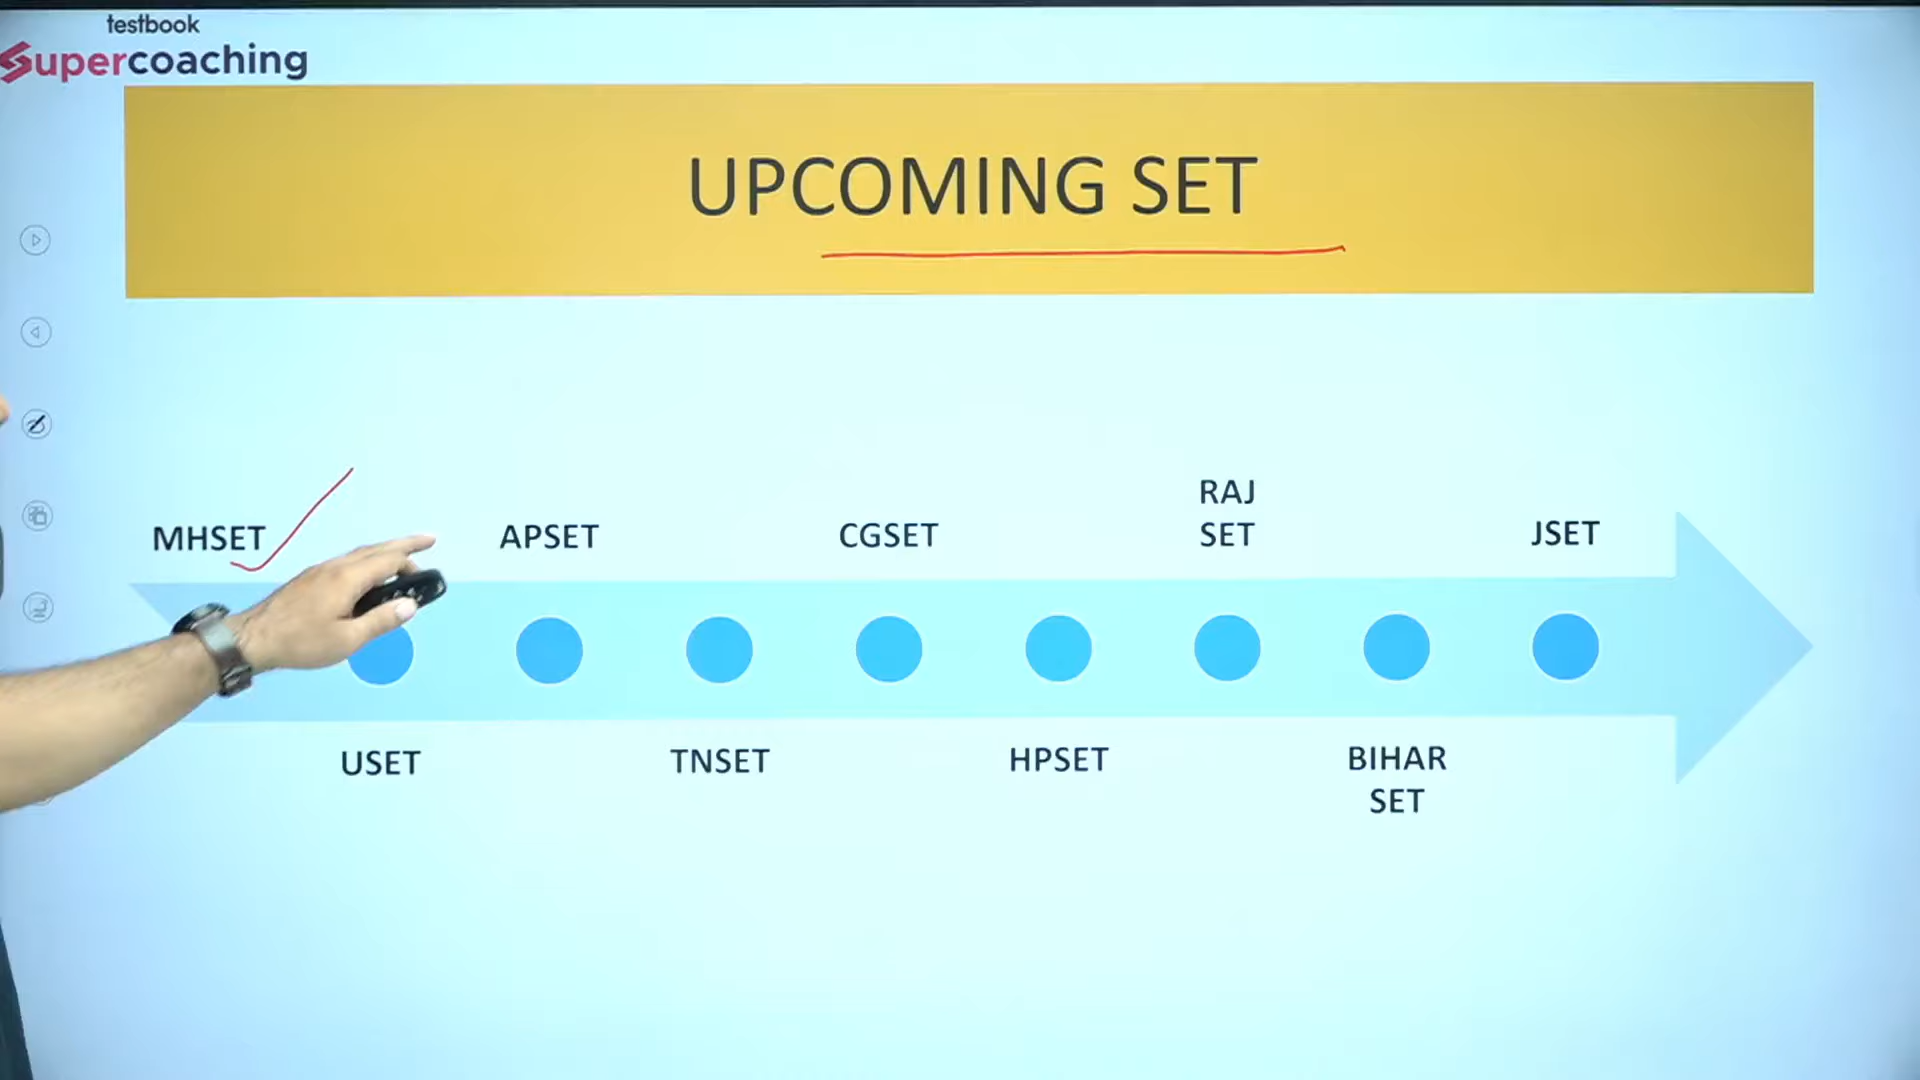 testbook
Supercoaching
UPCOMING SET
MHSET
APSET
CGSET
RAJ
SET
JSET
USET
TNSET
HPSET
BIHAR
SET